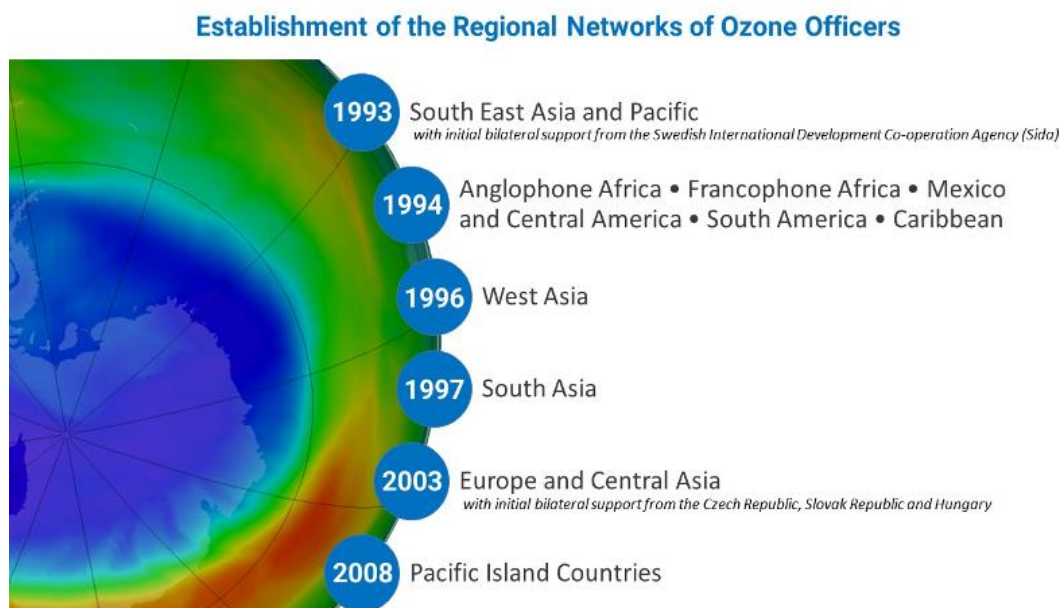 Establishment of the Regional Networks of Ozone Officers
1993
South East Asia and Pacific
with initial bilateral support from the Swedish International Development Co-operation Agency (Sida)
1994
Anglophone Africa • Francophone Africa • Mexico
and Central America • South America • Caribbean
1996
West Asia
1997
South Asia
2003
Europe and Central Asia
with initial bilateral support from the Czech Republic, Slovak Republic and Hungary
2008
Pacific Island Countries